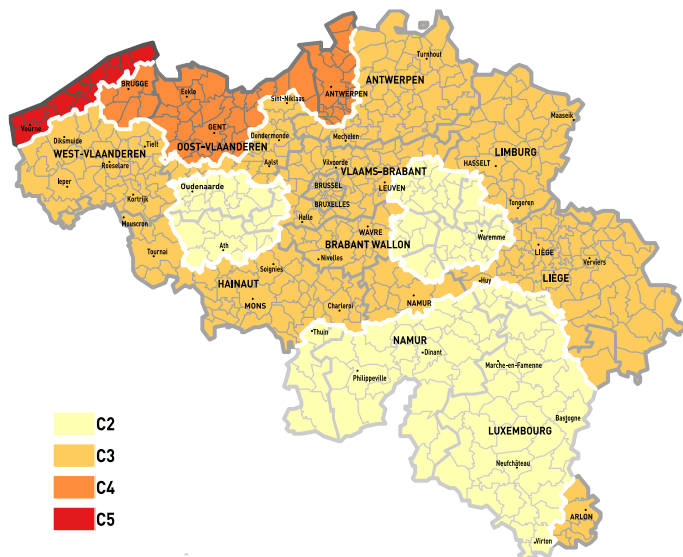 Turnhout
ANTWERPEN
BRUGGE
Eeklo
ANTWERPEN
Sint-Niklaas
Maaseik
Veurne
GENT
Diksmuide
Tielt
OOST-VLAANDEREN
Dendermonde
Mechelen
WEST-VLAANDEREN
LIMBURG
Roeselare
Aalst
Vilvoorde
HASSELT
VLAAMS-BRABANT
Ieper
Oudenaarde
BRUSSEL
LEUVEN
Kortrijk
BRUXELLES
Tongeren
Mouscron
Halle
WAVRE
Waremme
Tournai
Ath
BRABANT WALLON
LIÈGE
Nivelles
Verviers
Soignies
HAINAUT
Huy
LIÈGE
MONS
Charleroi
NAMUR
Thuin
NAMUR
Dinant
Marche-en-Famenne
Philippeville
C2
Bastogne
LUXEMBOURG
C3
Neufchâteau
C4
C5
ARLON
Virton